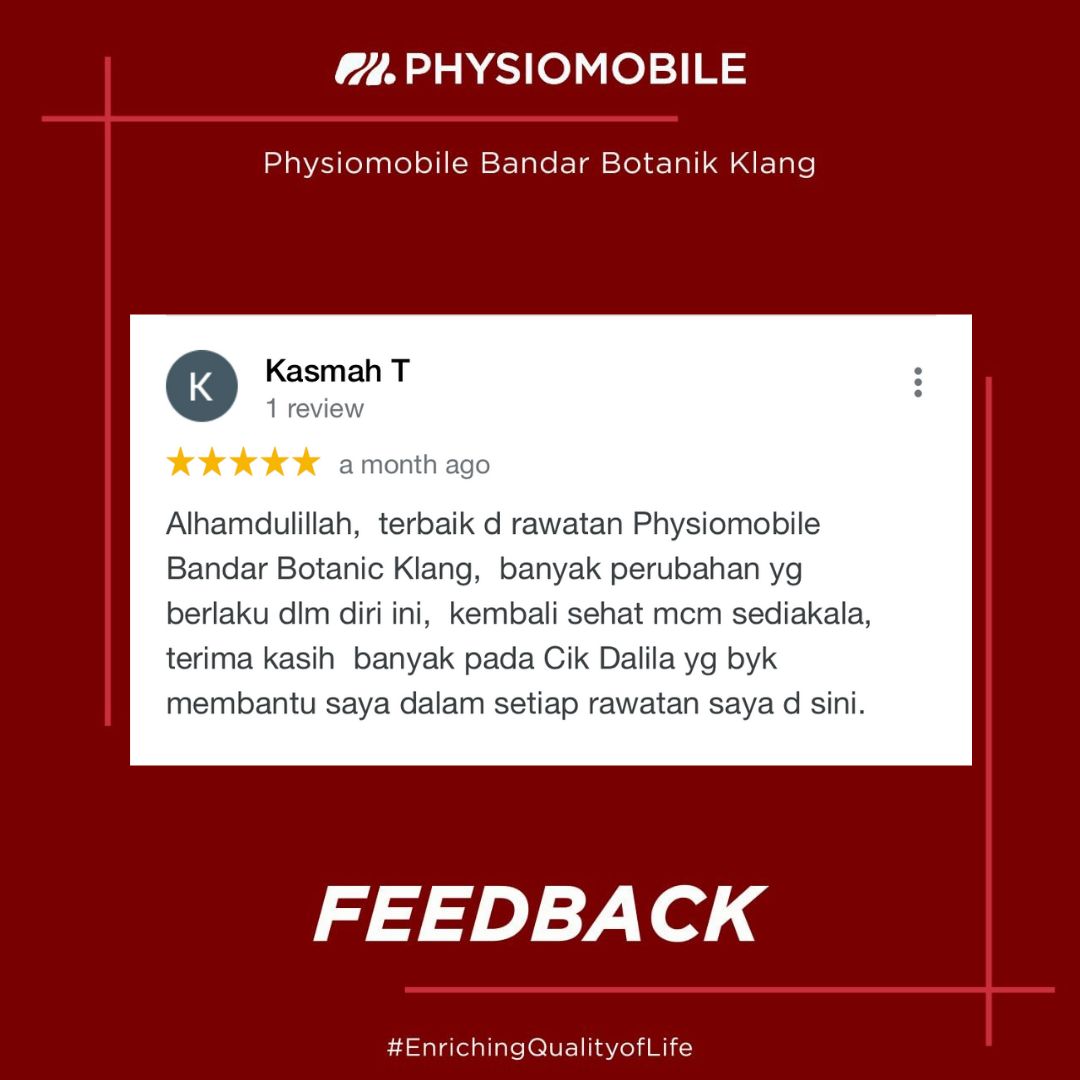 PHYSIOMOBILE
Physiomobile Bandar Botanik Klang
K
Kasmah T
1 review
a month ago
Alhamdulillah,  terbaik d rawatan Physiomobile
Bandar Botanic Klang,  banyak perubahan yg
berlaku dlm diri ini,  kembali sehat mcm sediakala,
terima kasih  banyak pada Cik Dalila yg byk
membantu saya dalam setiap rawatan saya d sini.
FEEDBACK
#EnrichingQualityofLife